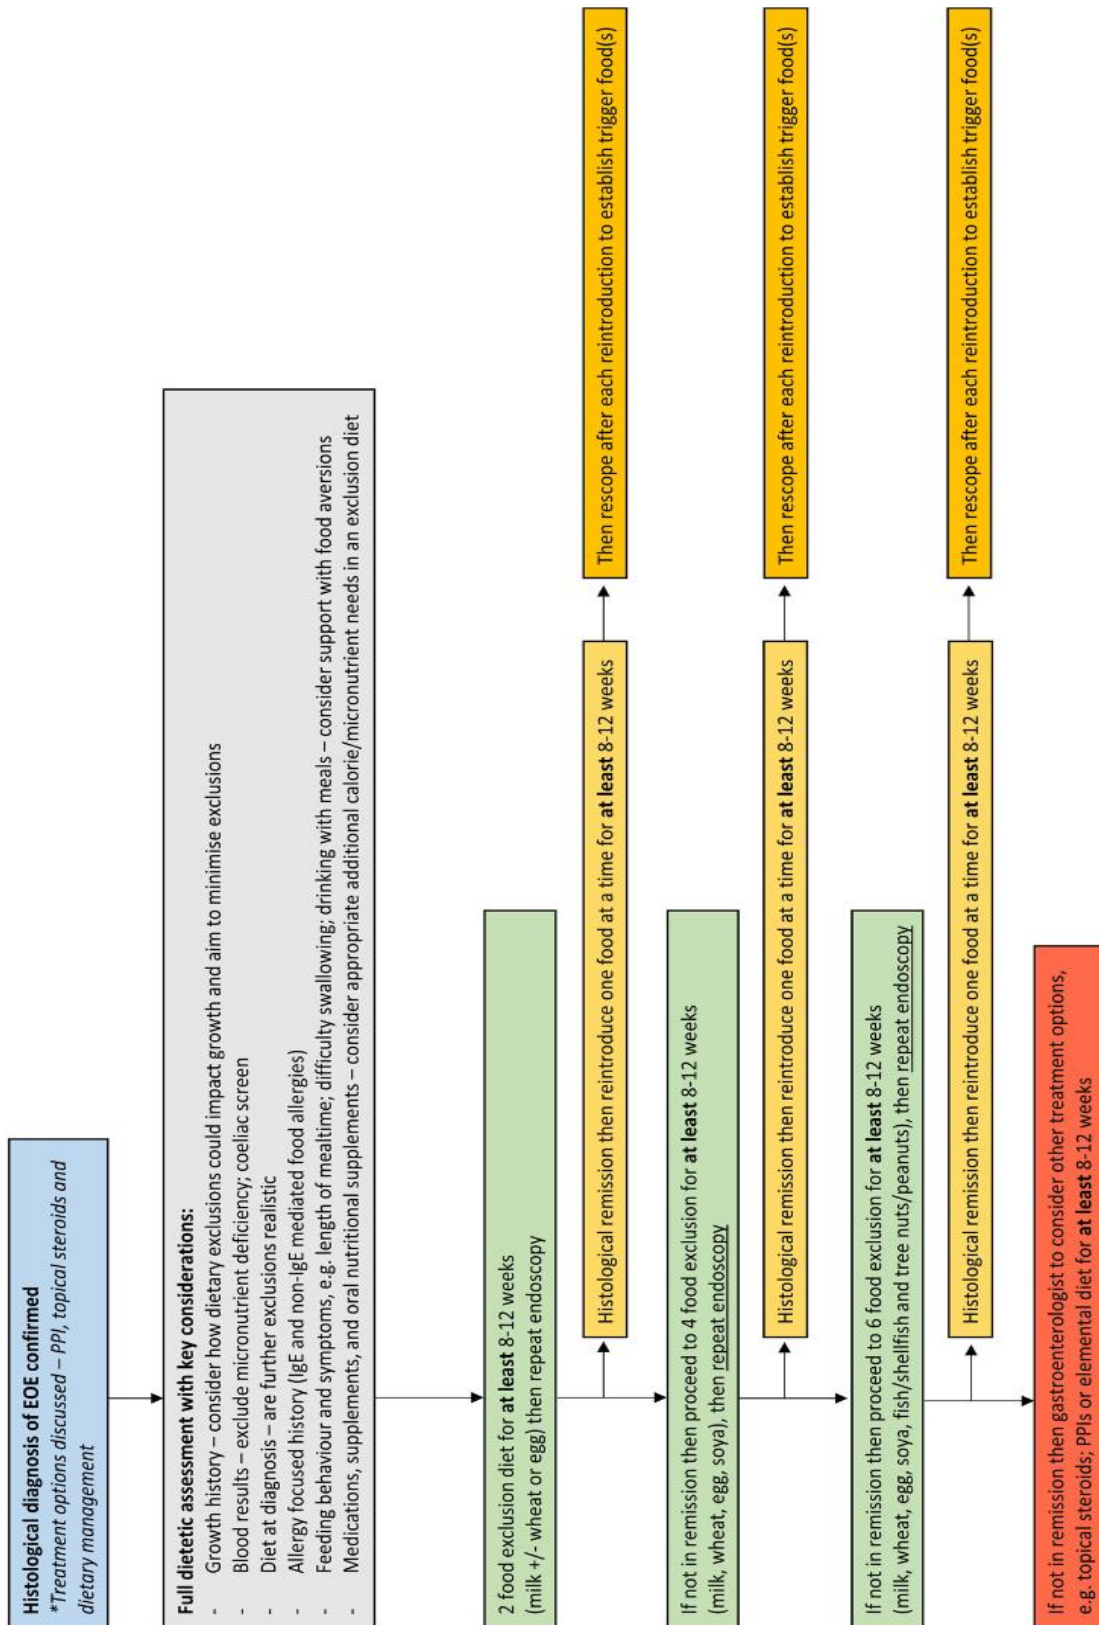 Histological diagnosis of EOE confirmed
*Treatment options discussed – PPI, topical steroids and
dietary management
Full dietetic assessment with key considerations:
- Growth history – consider how dietary exclusions could impact growth and aim to minimise exclusions
- Blood results – exclude micronutrient deficiency; coeliac screen
- Diet at diagnosis – are further exclusions realistic
- Allergy focused history (IgE and non-IgE mediated food allergies)
- Feeding behaviour and symptoms, e.g. length of mealtime; difficulty swallowing; drinking with meals – consider support with food aversions
- Medications, supplements, and oral nutritional supplements – consider appropriate additional calorie/micronutrient needs in an exclusion diet
2 food exclusion diet for at least 8-12 weeks
(milk +/- wheat or egg) then repeat endoscopy
Histological remission then reintroduce one food at a time for at least 8-12 weeks
Then rescope after each reintroduction to establish trigger food(s)
If not in remission then proceed to 4 food exclusion for at least 8-12 weeks
(milk, wheat, egg, soya), then repeat endoscopy
Histological remission then reintroduce one food at a time for at least 8-12 weeks
Then rescope after each reintroduction to establish trigger food(s)
If not in remission then proceed to 6 food exclusion for at least 8-12 weeks
(milk, wheat, egg, soya, fish/shellfish and tree nuts/peanuts), then repeat endoscopy
Histological remission then reintroduce one food at a time for at least 8-12 weeks
Then rescope after each reintroduction to establish trigger food(s)
If not in remission then gastroenterologist to consider other treatment options,
e.g. topical steroids; PPIs or elemental diet for at least 8-12 weeks